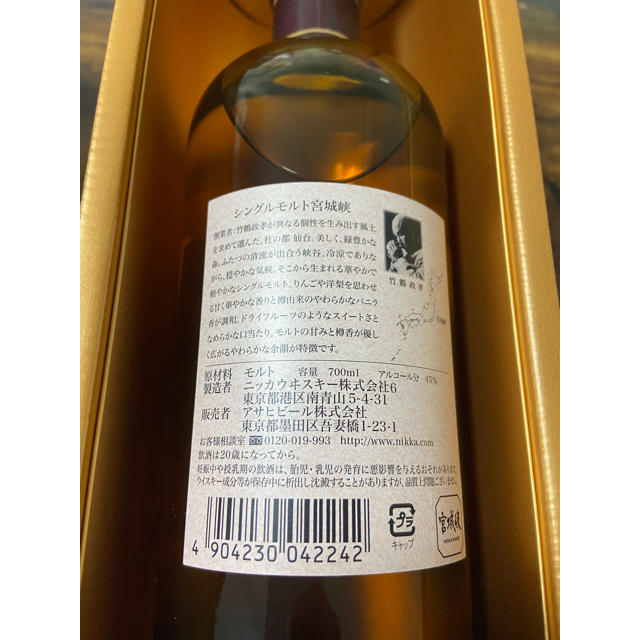 シングルモルト宮城峡
創業者:竹鶴政孝が異なる個性を生み出す風土
を求めて選んだ、杜の都 仙台。美しく、緑豊かな
森。ふたつの清流が出合う峡谷。冷涼でありな
がら、穏やかな気候。そこから生まれる華やかで
軽やかなシングルモルト。りんごや洋梨を思わせ
る甘く華やかな香りと樽由来のやわらかなバニラ
香が調和。ドライフルーツのようなスイートさと
なめらかな口当たり。モルトの甘みと樽香が優し
く広がるやわらかな余韻が特徴です。
竹鶴政孝
原材料 モルト 容量 700ml アルコール分 45%
製造者 ニッカウヰスキー株式会社6
東京都港区南青山5-4-31
販売者 アサヒビール株式会社
東京都墨田区吾妻橋1-23-1
お客様相談室 0120-019-993 http://www.nikka.com/
飲酒は20歳になってから。
妊娠中や授乳期の飲酒は、胎児・乳児の発育に悪影響を与えるおそれがあります。
ウイスキー成分等が保存中に析出し沈澱することがありますが、品質上問題ございません。
4 904230 042242
プラ
キャップ
宮城峡